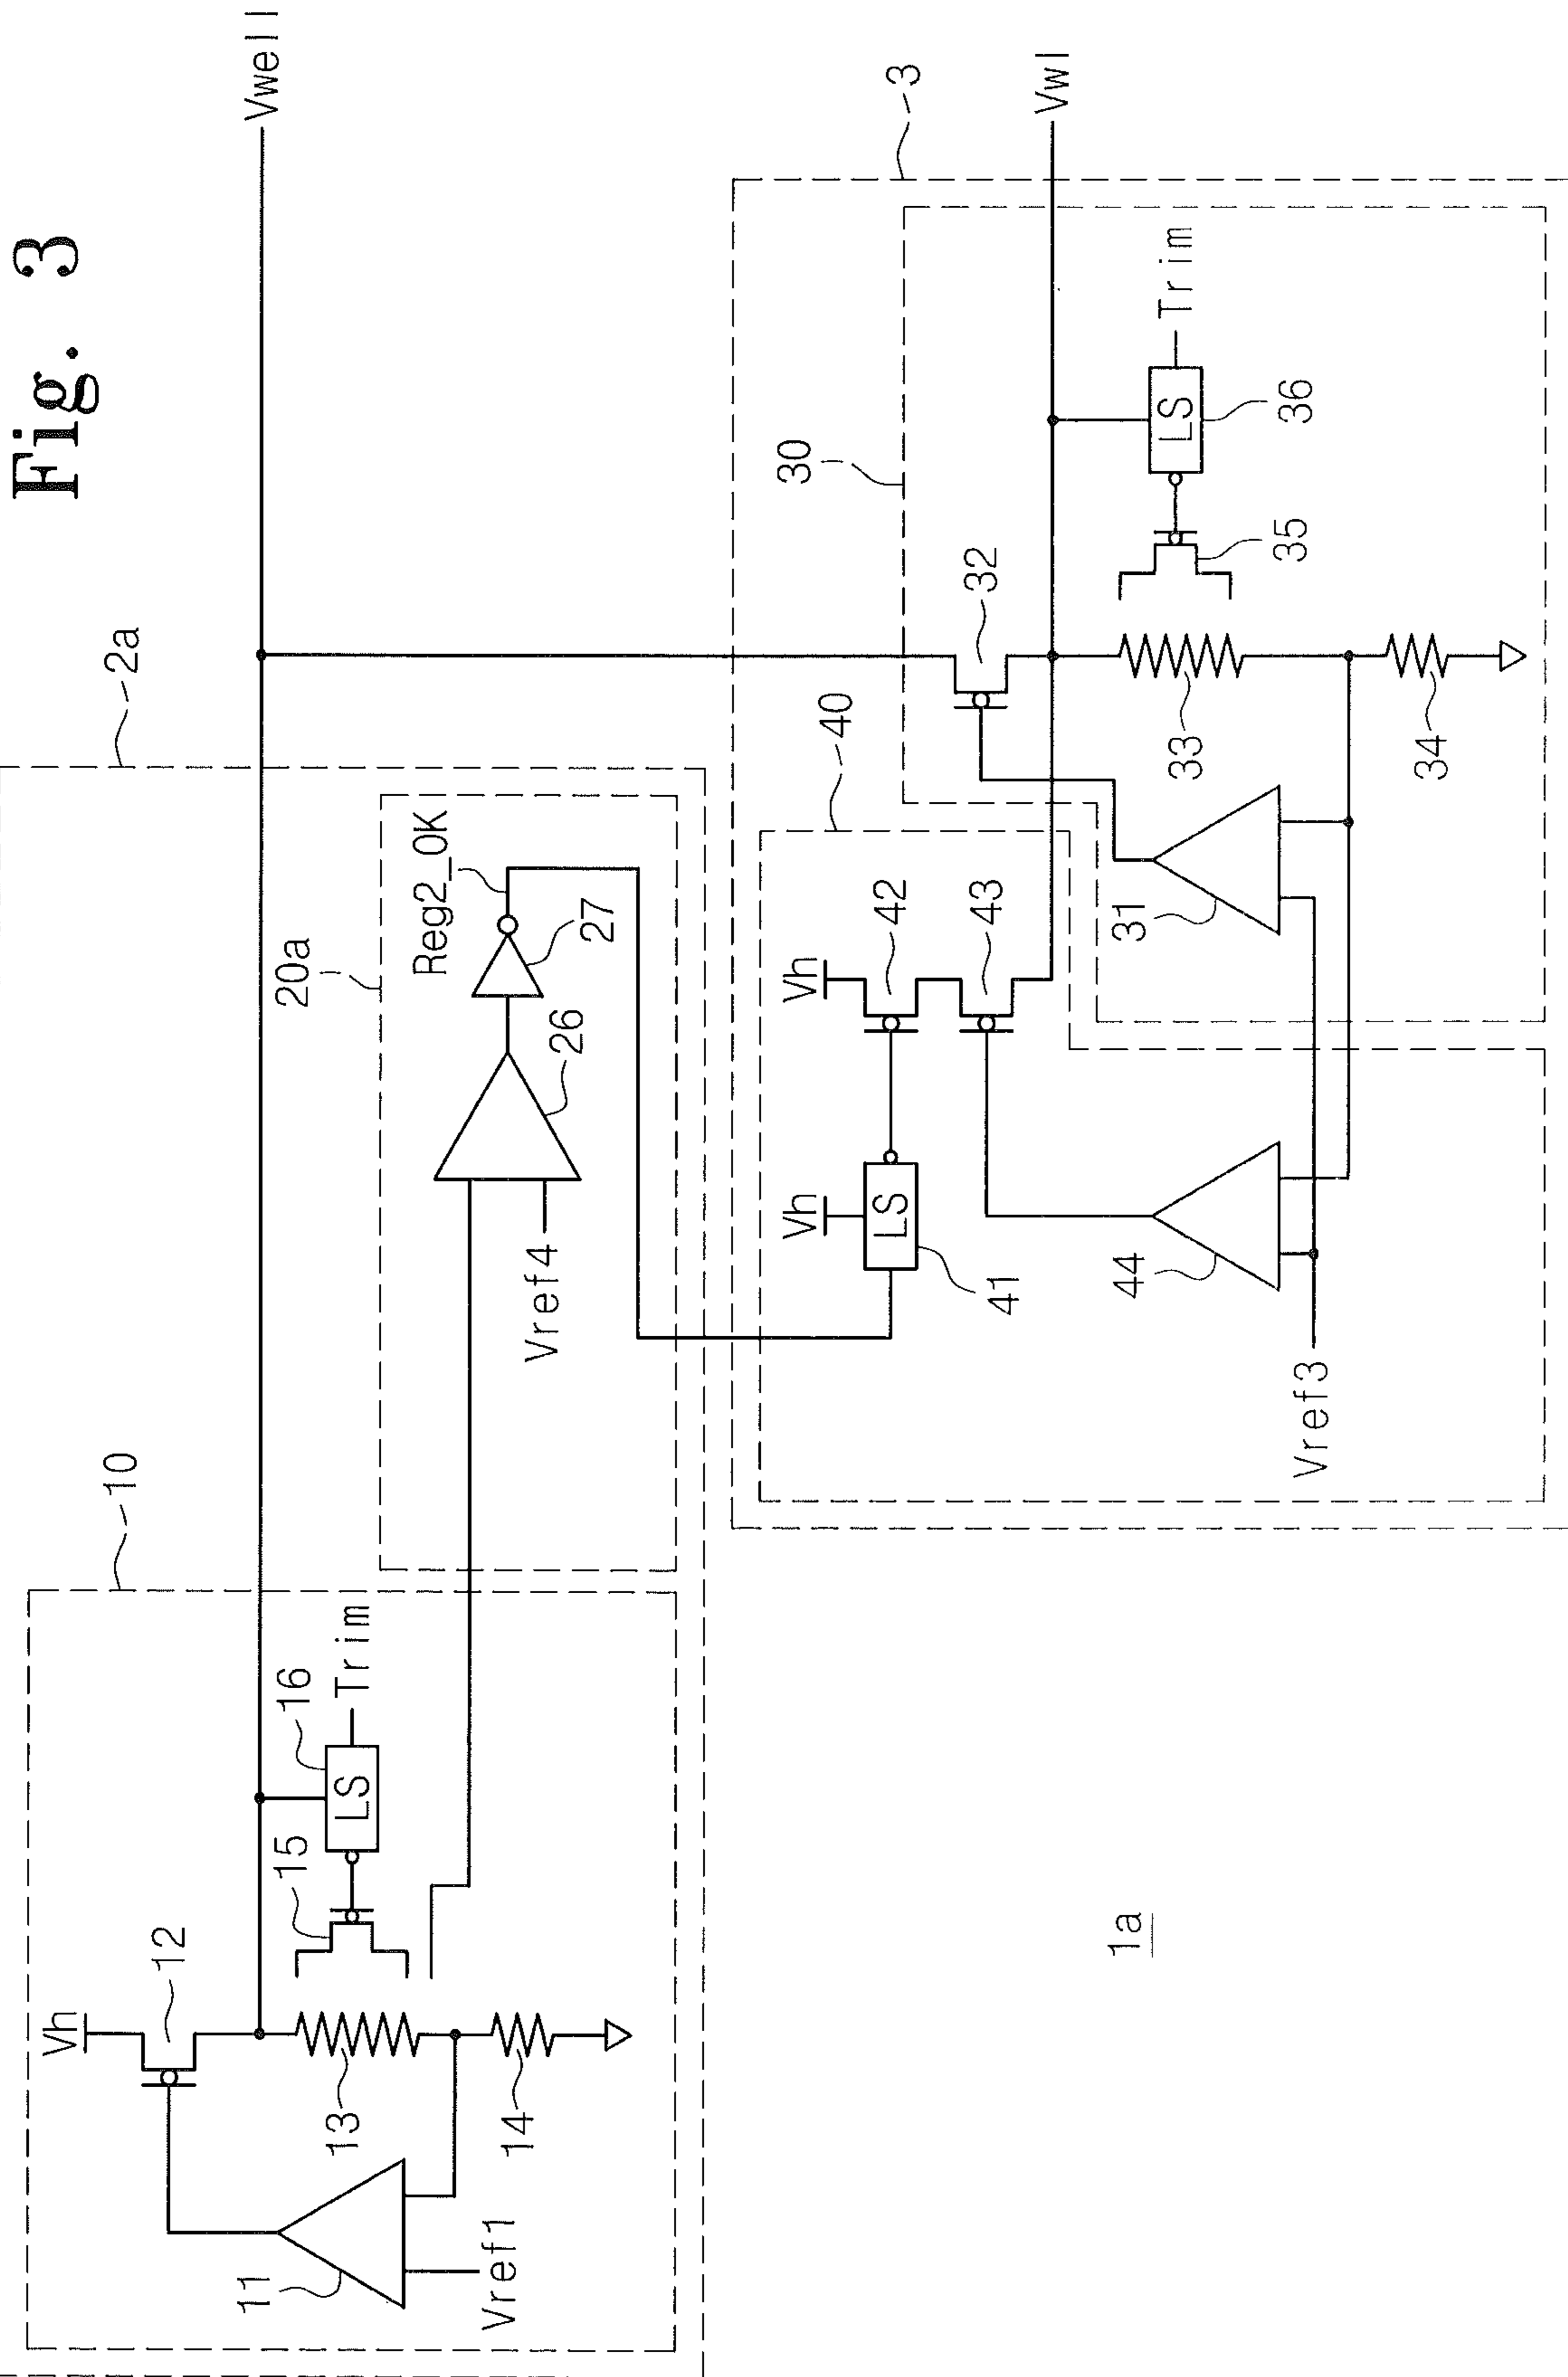 Fig. 3
Vwell
2a
10
Vh
12
15
16
LS
Trim
13
14
11
Vref1
20a
Reg2_OK
27
26
Vref4
3
40
30
Vh
42
43
Vh
LS
41
44
Vref3
31
32
33
34
35
LS
36
Trim
Vwl
1a